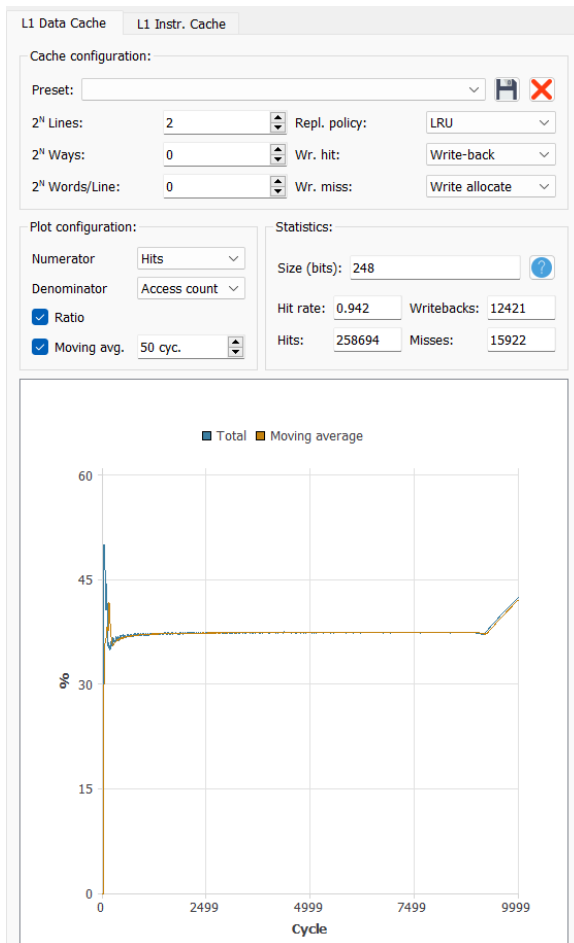 L1 Data Cache L1 Instr. Cache
Cache configuration:
Preset:
2^N Lines: 2 Repl. policy: LRU
2^N Ways: 0 Wr. hit: Write-back
2^N Words/Line: 0 Wr. miss: Write allocate
Plot configuration: Statistics:
Numerator Hits
Size (bits): 248 ?
Denominator Access count
Ratio Hit rate: 0.942 Writebacks: 12421
Moving avg. 50 cyc. Hits: 258694 Misses: 15922
Total Moving average
60
45
30
15
0
%
0 2499 4999 7499 9999
Cycle